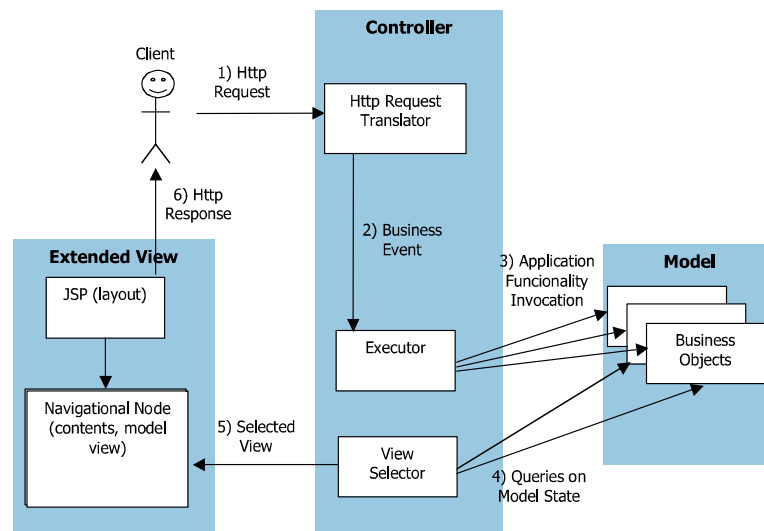 Controller
Client
1) Http
Request
Http Request
Translator
6) Http
Response
2) Business
Event
Extended View
3) Application
Funcionality
Invocation
Model
JSP (layout)
Executor
Business
Objects
Navigational Node
(contents, model
view)
5) Selected
View
View
Selector
4) Queries on
Model State